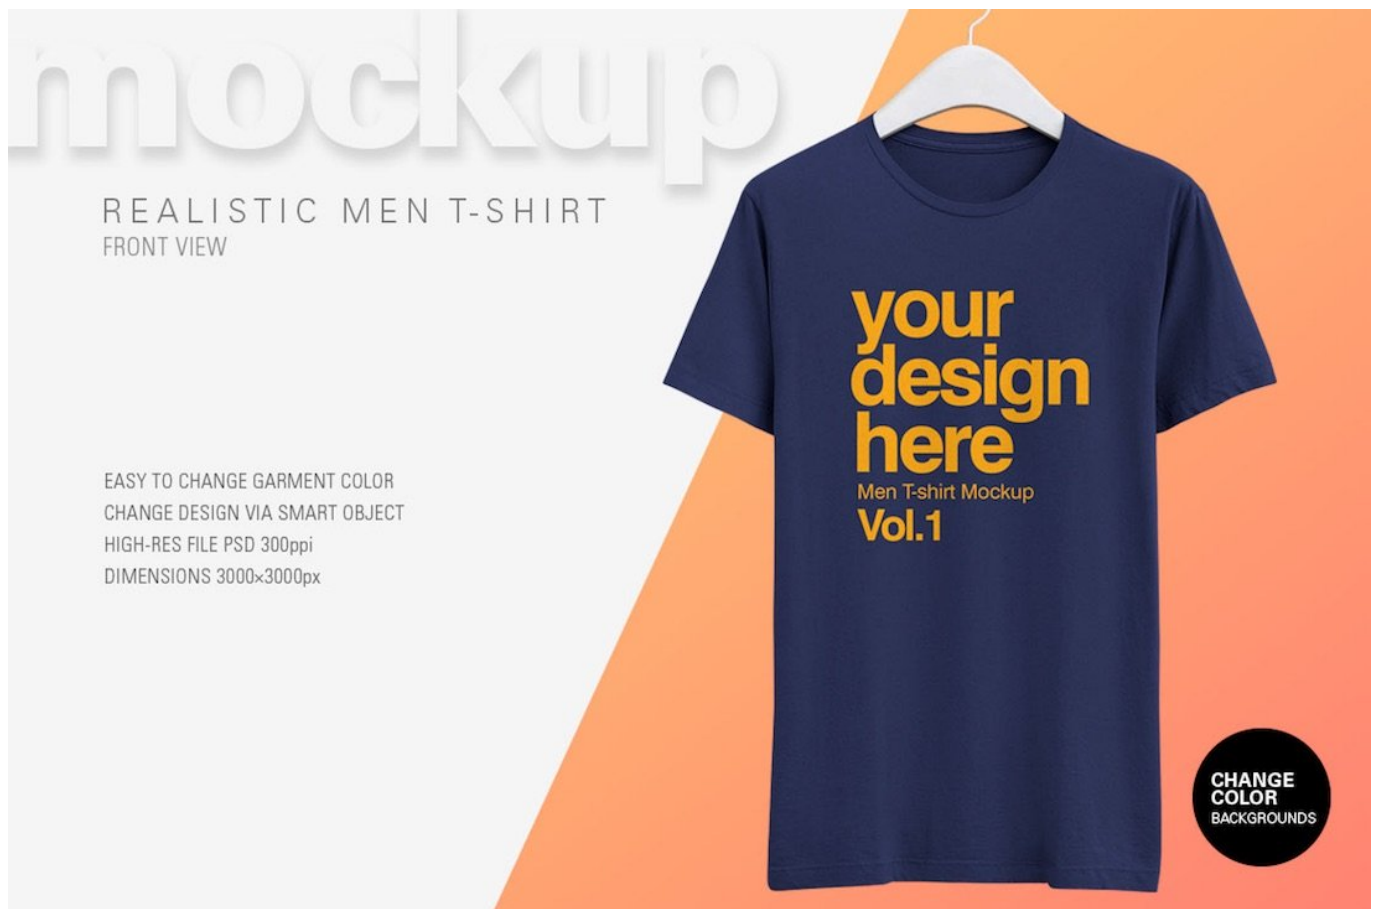 mockup
REALISTIC MEN T-SHIRT
FRONT VIEW
EASY TO CHANGE GARMENT COLOR
CHANGE DESIGN VIA SMART OBJECT
HIGH-RES FILE PSD 300ppi
DIMENSIONS 3000×3000px
your
design
here
Men T-shirt Mockup
Vol.1
CHANGE
COLOR
BACKGROUNDS